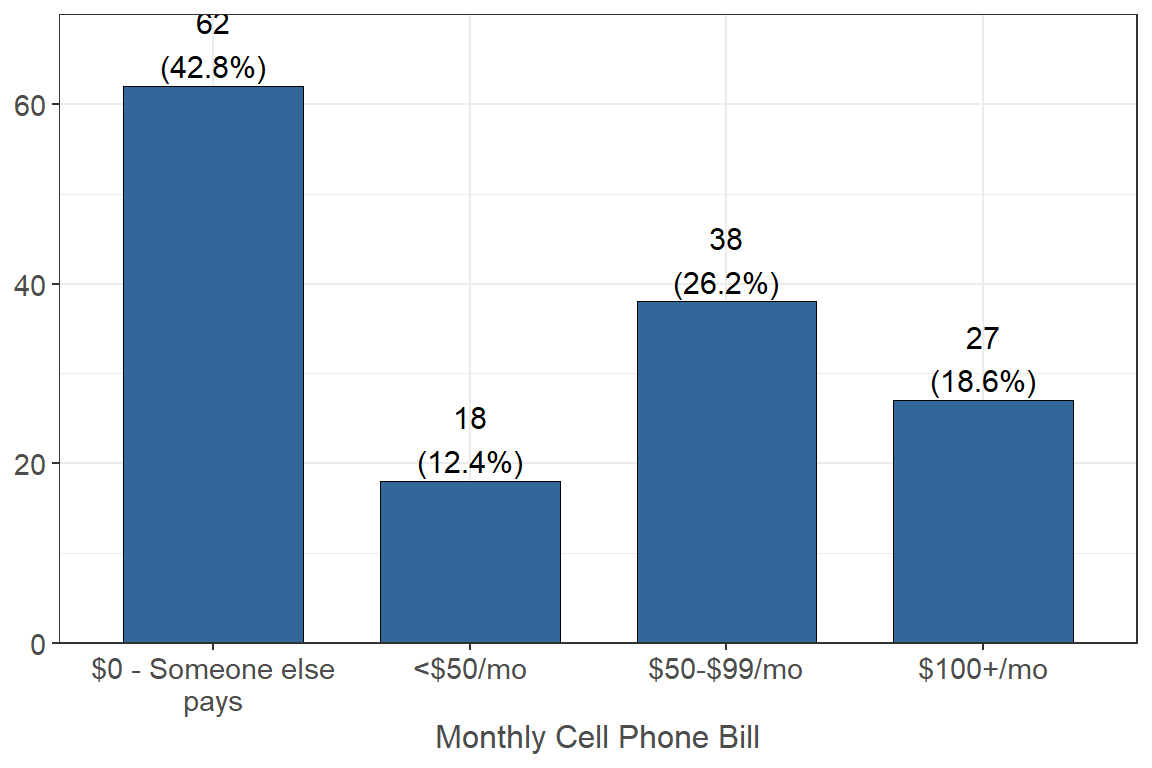 62
(42.8%)
38
(26.2%)
27
(18.6%)
18
(12.4%)
60
40
20
0
$0 - Someone else
pays
<$50/mo
$50-$99/mo
$100+/mo
Monthly Cell Phone Bill